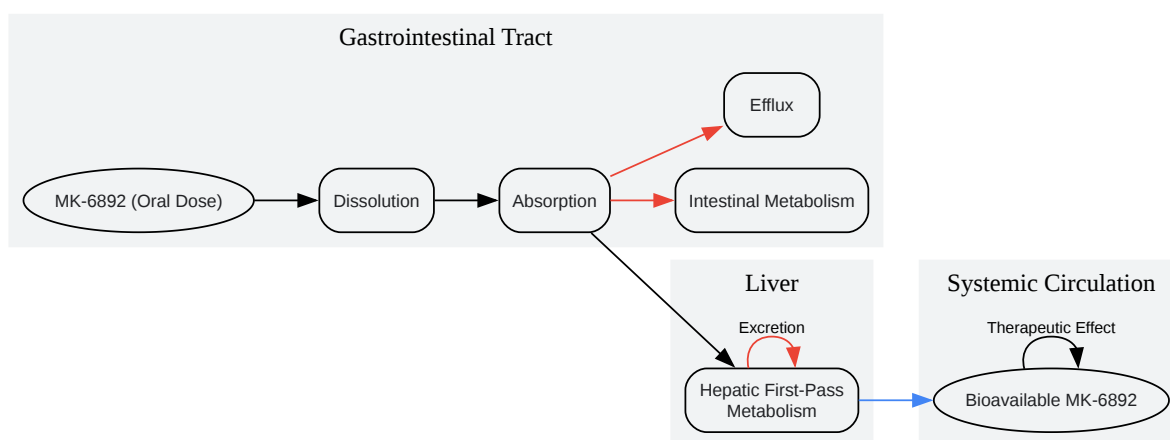 Gastrointestinal Tract
Efflux
MK-6892 (Oral Dose)
Dissolution
Absorption
Intestinal Metabolism
Liver
Systemic Circulation
Excretion
Therapeutic Effect
Hepatic First-Pass
Metabolism
Bioavailable MK-6892